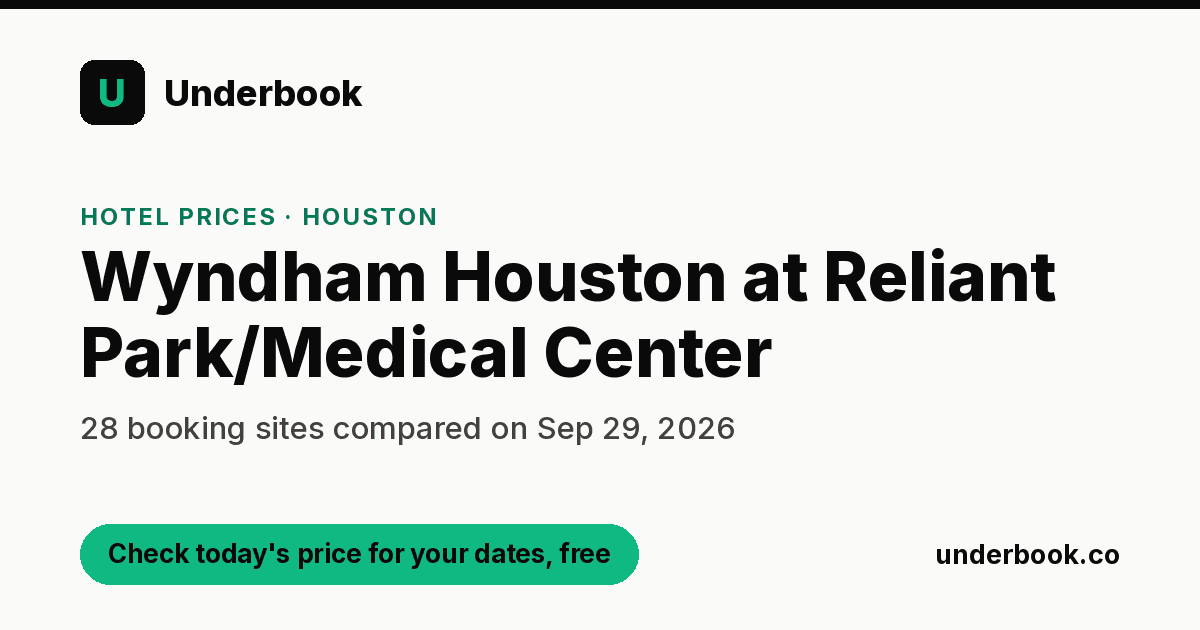 U Underbook
HOTEL PRICES · HOUSTON
Wyndham Houston at Reliant
Park/Medical Center
28 booking sites compared on Sep 29, 2026
Check today's price for your dates, free
underbook.co